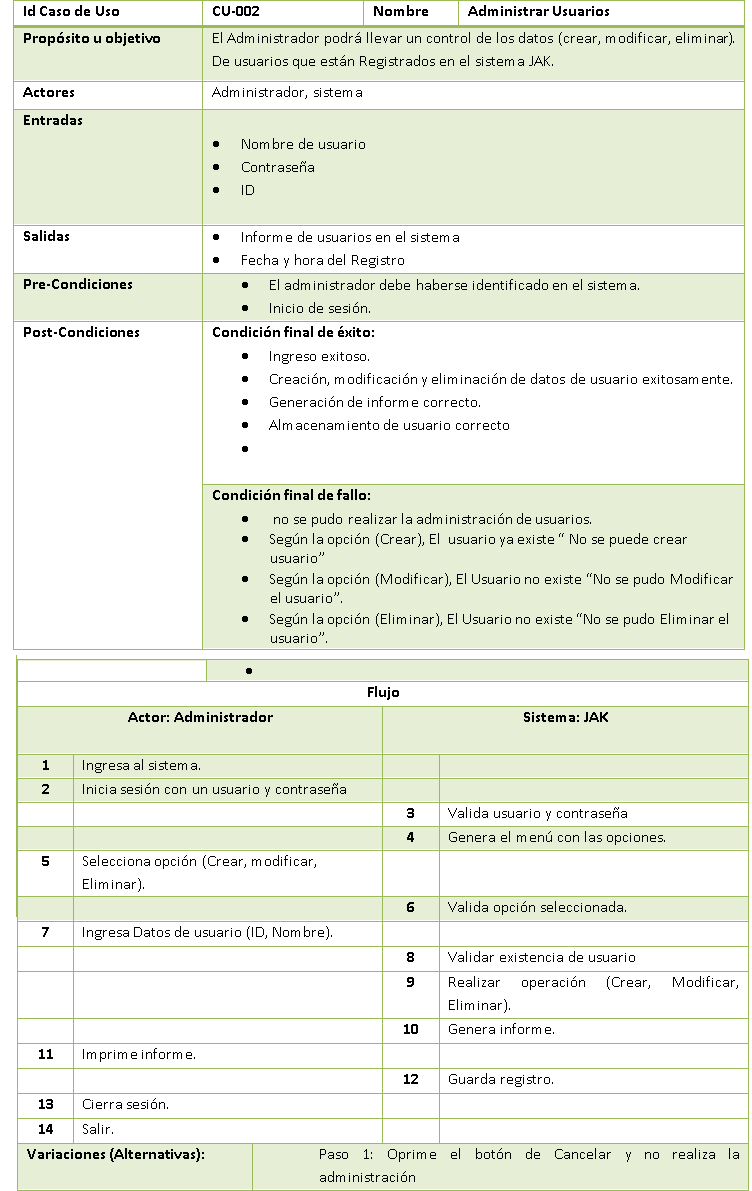 Id Caso de Uso CU-002 Nombre Administrar Usuarios
Propósito u objetivo El Administrador podrá llevar un control de los datos (crear, modificar, eliminar).
De usuarios que están Registrados en el sistema JAK.
Actores Administrador, sistema
Entradas
• Nombre de usuario
• Contraseña
• ID
Salidas • Informe de usuarios en el sistema
• Fecha y hora del Registro
Pre-Condiciones • El administrador debe haberse identificado en el sistema.
• Inicio de sesión.
Post-Condiciones Condición final de éxito:
• Ingreso exitoso.
• Creación, modificación y eliminación de datos de usuario exitosamente.
• Generación de informe correcto.
• Almacenamiento de usuario correcto
•
Condición final de fallo:
• no se pudo realizar la administración de usuarios.
• Según la opción (Crear), El usuario ya existe “ No se puede crear
usuario”
• Según la opción (Modificar), El Usuario no existe “No se pudo Modificar
el usuario”.
• Según la opción (Eliminar), El Usuario no existe “No se pudo Eliminar el
usuario”.
•
Flujo
Actor: Administrador Sistema: JAK
1 Ingresa al sistema.
2 Inicia sesión con un usuario y contraseña
3 Valida usuario y contraseña
4 Genera el menú con las opciones.
5 Selecciona opción (Crear, modificar,
Eliminar).
6 Valida opción seleccionada.
7 Ingresa Datos de usuario (ID, Nombre).
8 Validar existencia de usuario
9 Realizar operación (Crear, Modificar,
Eliminar).
10 Genera informe.
11 Imprime informe.
12 Guarda registro.
13 Cierra sesión.
14 Salir.
Variaciones (Alternativas): Paso 1: Oprime el botón de Cancelar y no realiza la
administración